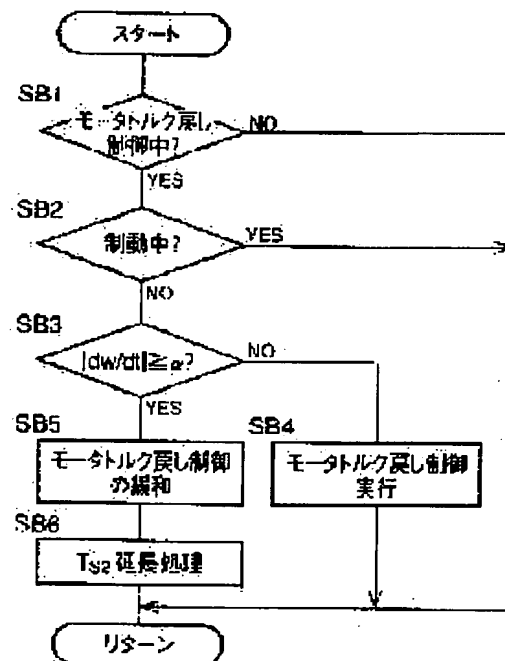 スタート
SB1
モータトルク戻し
制御中?
NO
YES
SB2
制動中?
YES
NO
SB3
|dw/dt|≧α?
NO
YES
SB5
モータトルク戻し制御
の緩和
SB4
モータトルク戻し制御
実行
SB6
TS2 延長処理
リターン